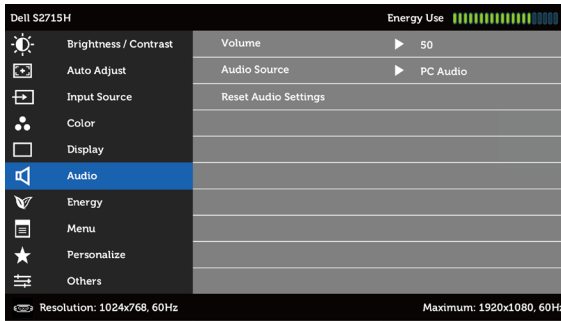 Dell S2715H Energy Use
Brightness / Contrast Volume 50
Auto Adjust Audio Source PC Audio
Input Source Reset Audio Settings
Color
Display
Audio
Energy
Menu
Personalize
Others
Resolution: 1024x768, 60Hz Maximum: 1920x1080, 60Hz